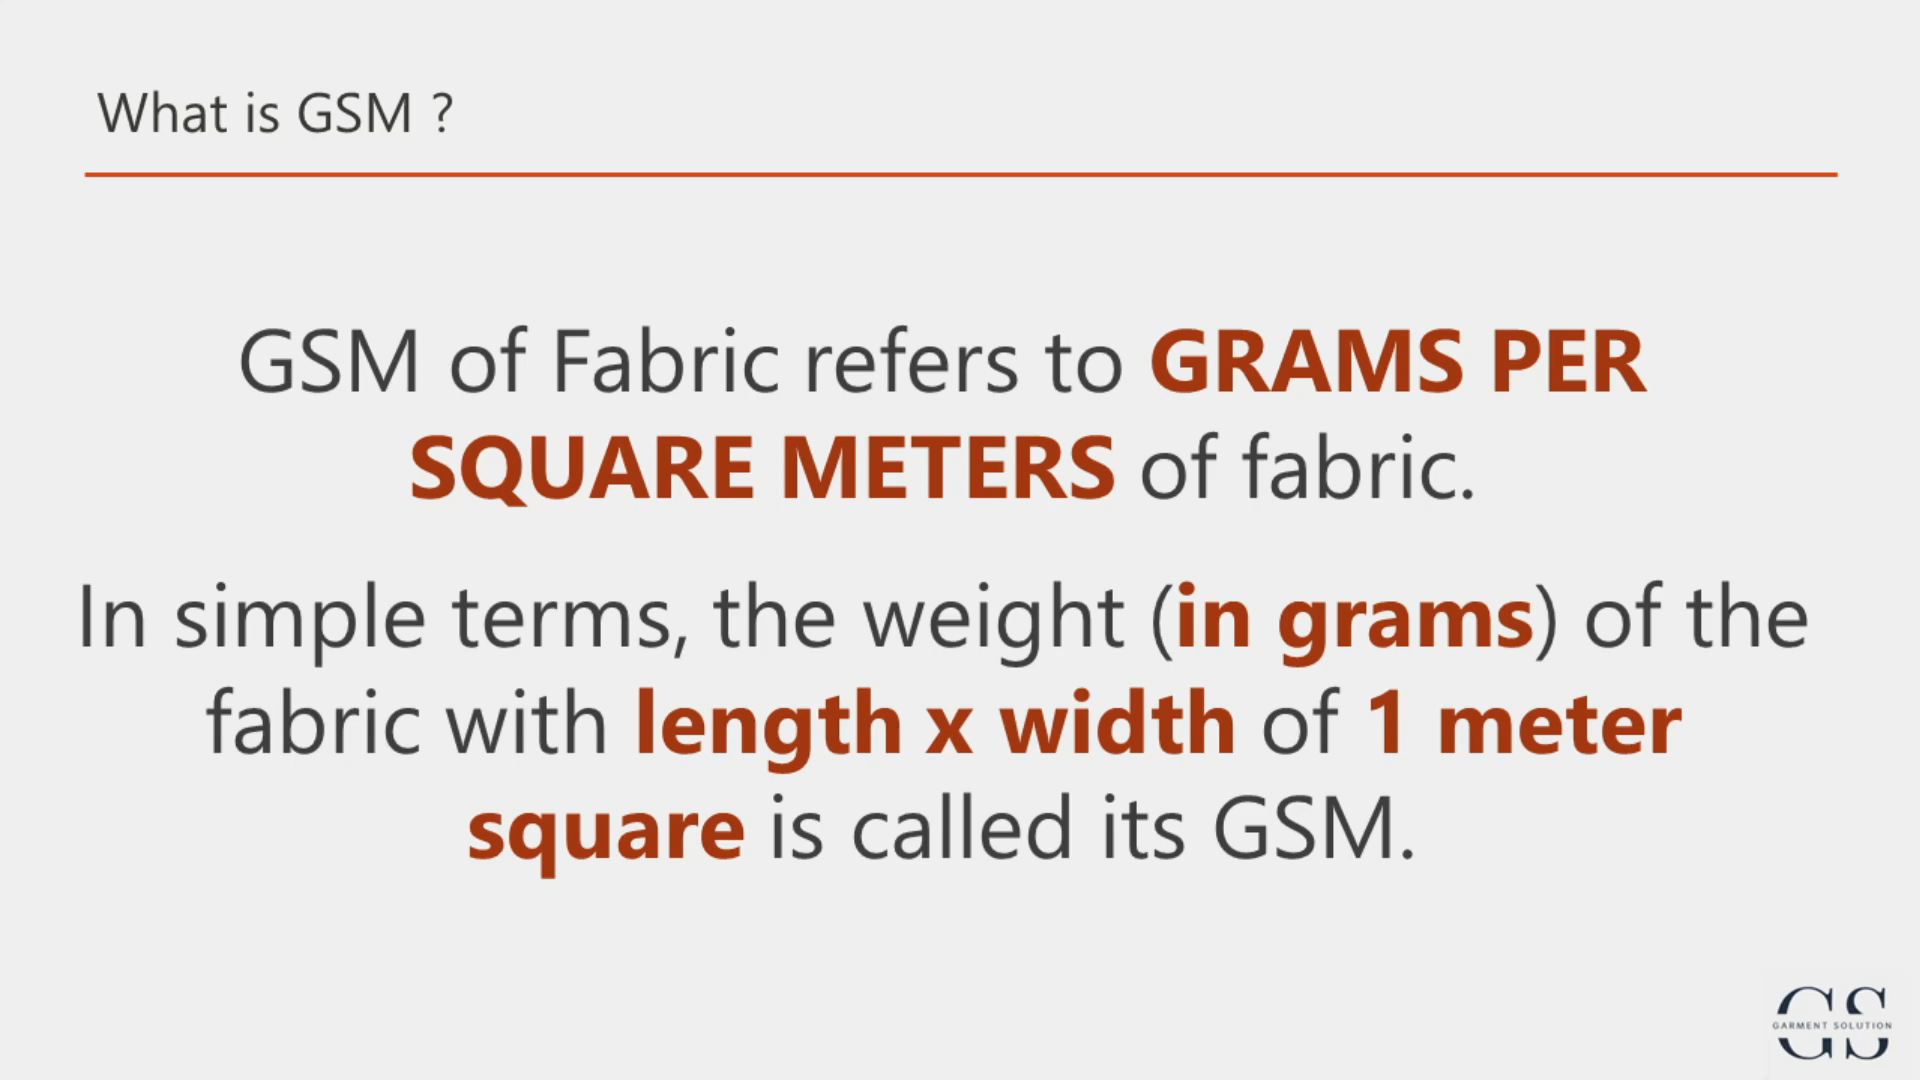 What is GSM ?
GSM of Fabric refers to GRAMS PER
SQUARE METERS of fabric.
In simple terms, the weight (in grams) of the
fabric with length x width of 1 meter
square is called its GSM.
GS
GARMENT SOLUTION